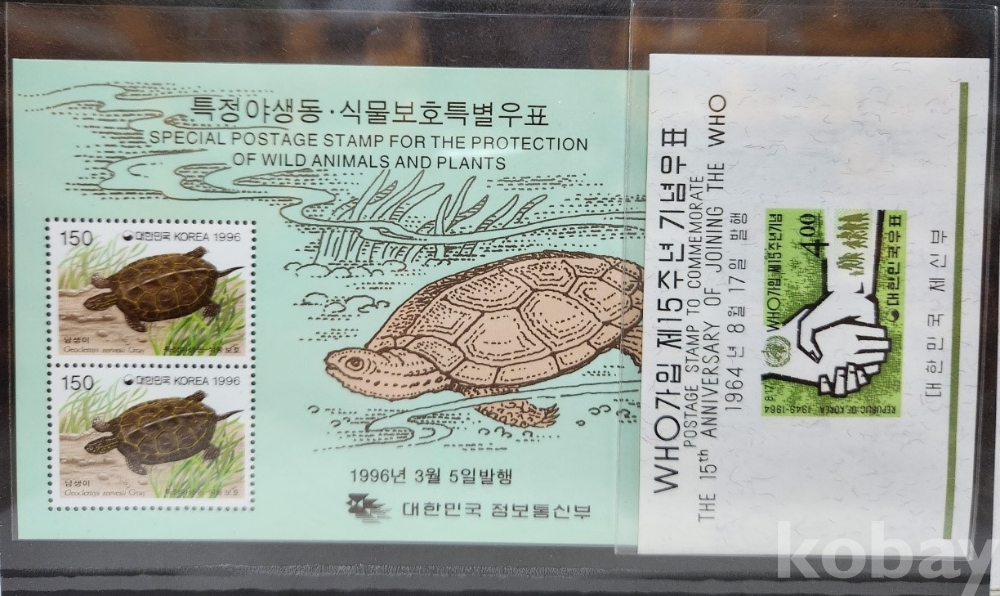 특정야생동·식물보호특별우표
SPECIAL POSTAGE STAMP FOR THE PROTECTION
OF WILD ANIMALS AND PLANTS
150 대한민국 KOREA 1996
남생이
Geoclemys reevesii Gray
150 대한민국 KOREA 1996
남생이
Geoclemys reevesii Gray
1996년 3월 5일발행
대한민국 정보통신부
WHO가입 제15주년 기념우표
POSTAGE STAMP TO COMMEMORATE
THE 15th ANNIVERSARY OF JOINING THE WHO
1964년 8월 17일 발행
WHO가입 제15주년기념
4.00
대한민국우표
REPUBLIC OF KOREA 1949-1964
대한민국 체신부
kobay